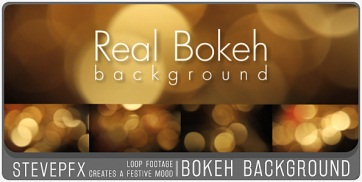 Real Bokeh
background
STEVEPFX
LOOP FOOTAGE
CREATES A FESTIVE MOOD
BOKEH BACKGROUND